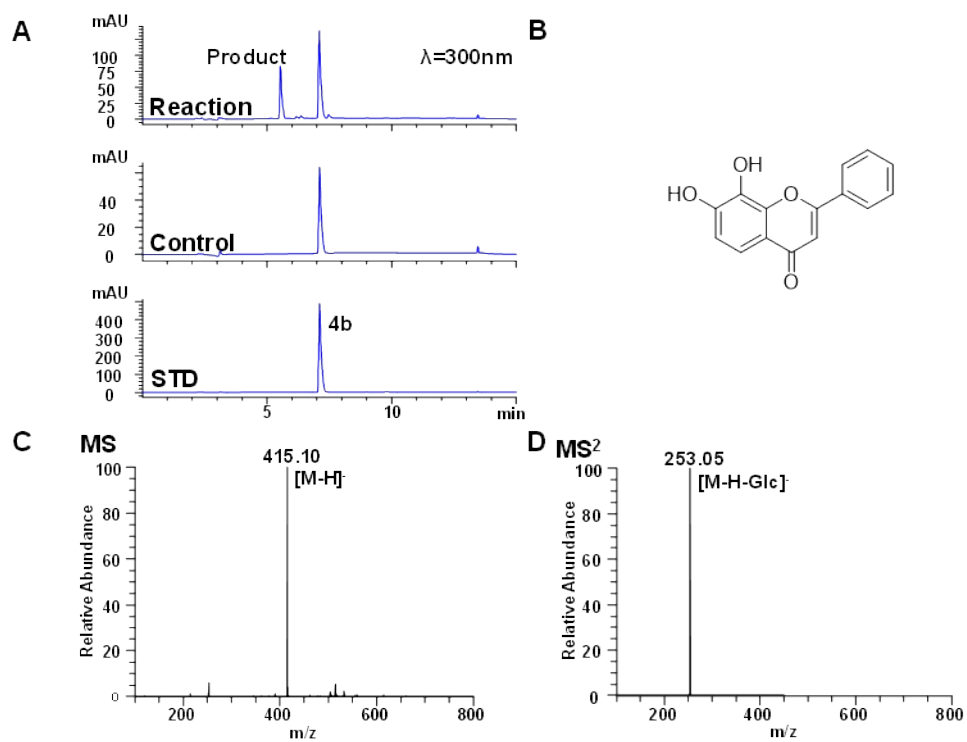 A
mAU
100
75
50
25
0
Product
λ=300nm
Reaction
mAU
40
20
0
Control
mAU
400
300
200
100
0
4b
STD
5
10
min
B
OH
HO
O
O
C
MS
415.10
[M-H]-
100
80
60
40
20
0
Relative Abundance
200
400
600
800
m/z
D
MS2
253.05
[M-H-Glc]-
100
80
60
40
20
0
Relative Abundance
200
400
600
800
m/z